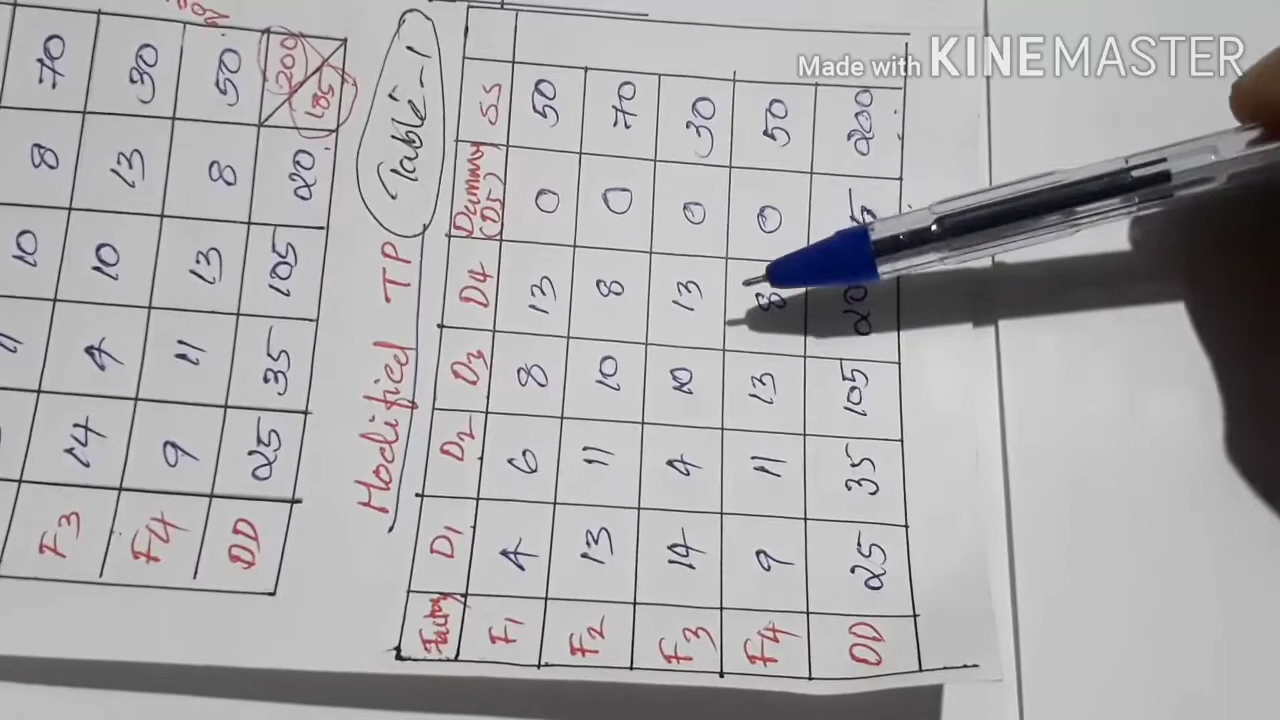 Made with KINEMASTER
70 8 10 11
F3 14 4 10 13 30
F4 9 11 13 8 50
DD 25 35 105 20 200 185
Modified TP Table-1
Factory D1 D2 D3 D4 Dummy (D5) SS
F1 4 6 8 13 0 50
F2 13 11 10 8 0 70
F3 14 4 10 13 0 30
F4 9 11 13 8 0 50
DD 25 35 105 20 200